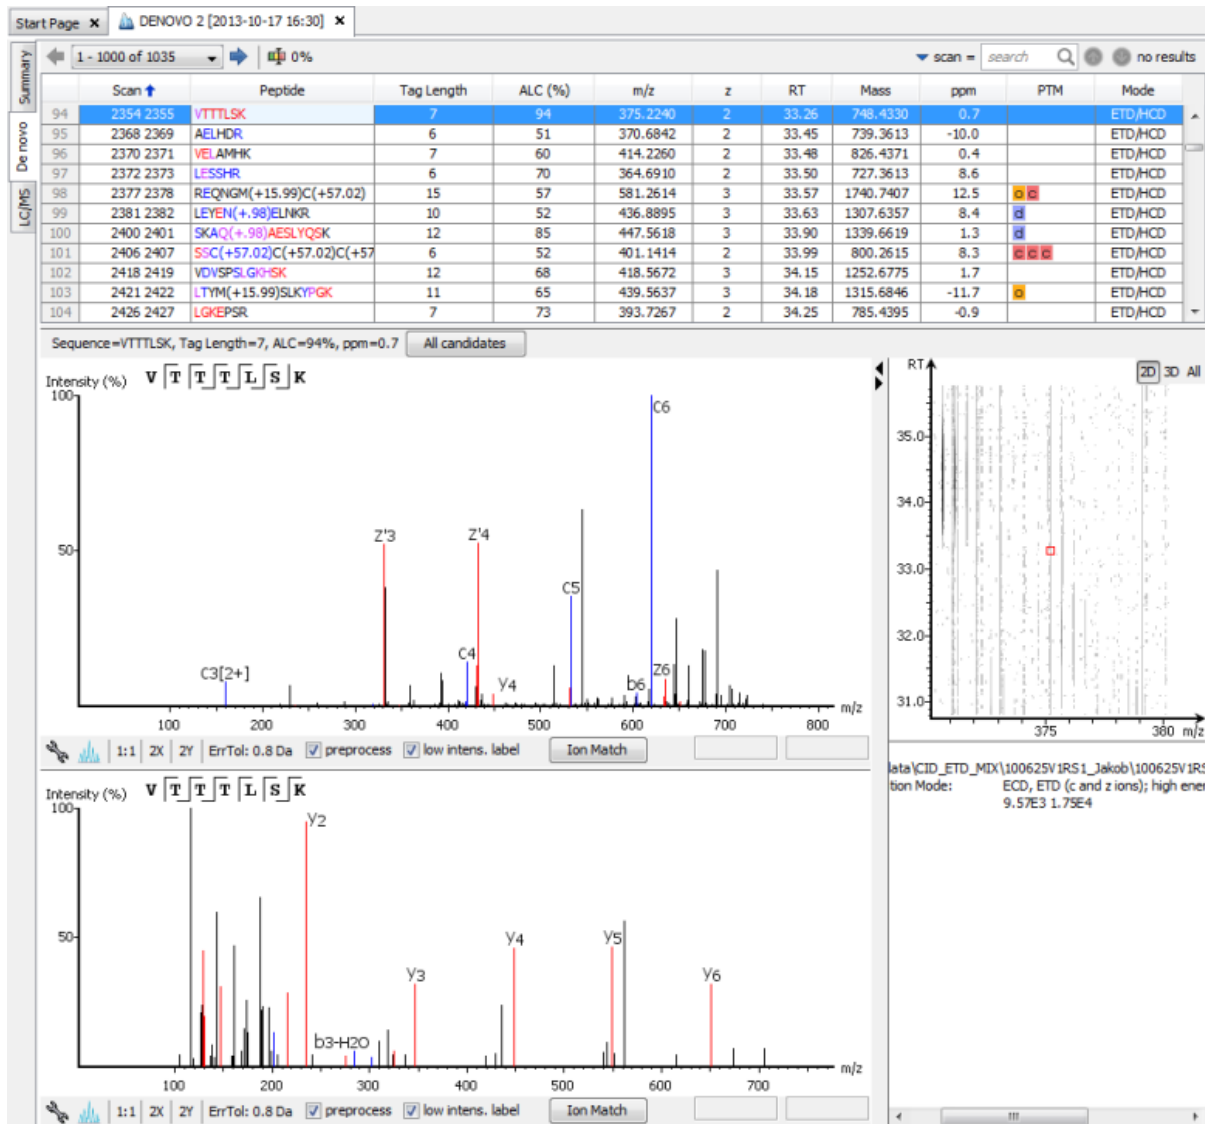 Start Page DENOVO 2 [2013-10-17 16:30]
1 - 1000 of 1035 0% scan = search no results
Summary
De novo
LC/MS
Scan Peptide Tag Length ALC (%) m/z z RT Mass ppm PTM Mode
94 2354 2355 VTTTLSK 7 94 375.2240 2 33.26 748.4330 0.7 ETD/HCD
95 2368 2369 AELHDR 6 51 370.6842 2 33.45 739.3613 -10.0 ETD/HCD
96 2370 2371 VELAMHK 7 60 414.2260 2 33.48 826.4371 0.4 ETD/HCD
97 2372 2373 LESSHR 6 70 364.6910 2 33.50 727.3613 8.6 ETD/HCD
98 2377 2378 REQNGM(+15.99)C(+57.02) 15 57 581.2614 3 33.57 1740.7407 12.5 o c ETD/HCD
99 2381 2382 LEYEN(+.98)ELNKR 10 52 436.8895 3 33.63 1307.6357 8.4 d ETD/HCD
100 2400 2401 SKAQ(+.98)AESLYQSK 12 85 447.5618 3 33.90 1339.6619 1.3 d ETD/HCD
101 2406 2407 SSC(+57.02)C(+57.02)C(+57 6 52 401.1414 2 33.99 800.2615 8.3 c c c ETD/HCD
102 2418 2419 VDVSPSLGKHSK 12 68 418.5672 3 34.15 1252.6775 1.7 ETD/HCD
103 2421 2422 LTYM(+15.99)SLKYPGK 11 65 439.5637 3 34.18 1315.6846 -11.7 o ETD/HCD
104 2426 2427 LGKEPSR 7 73 393.7267 2 34.25 785.4395 -0.9 ETD/HCD
Sequence=VTTTLSK, Tag Length=7, ALC=94%, ppm=0.7 All candidates
Intensity (%) V T T T L S K
100
50
C3[2+] Z'3 C4 Z'4 y4 C5 b6 C6 Z6
100 200 300 400 500 600 700 800 m/z
1:1 2X 2Y ErrTol: 0.8 Da preprocess low intens. label Ion Match
Intensity (%) V T T T L S K
100
50
y2 b3-H2O y3 y4 y5 y6
100 200 300 400 500 600 700 m/z
1:1 2X 2Y ErrTol: 0.8 Da preprocess low intens. label Ion Match
RT 2D 3D All
35.0
34.0
33.0
32.0
31.0
375 380 m/z
lata\CID_ETD_MIX\100625V1RS1_Jakob\100625V1RS
tion Mode: ECD, ETD (c and z ions); high ener
9.57E3 1.75E4